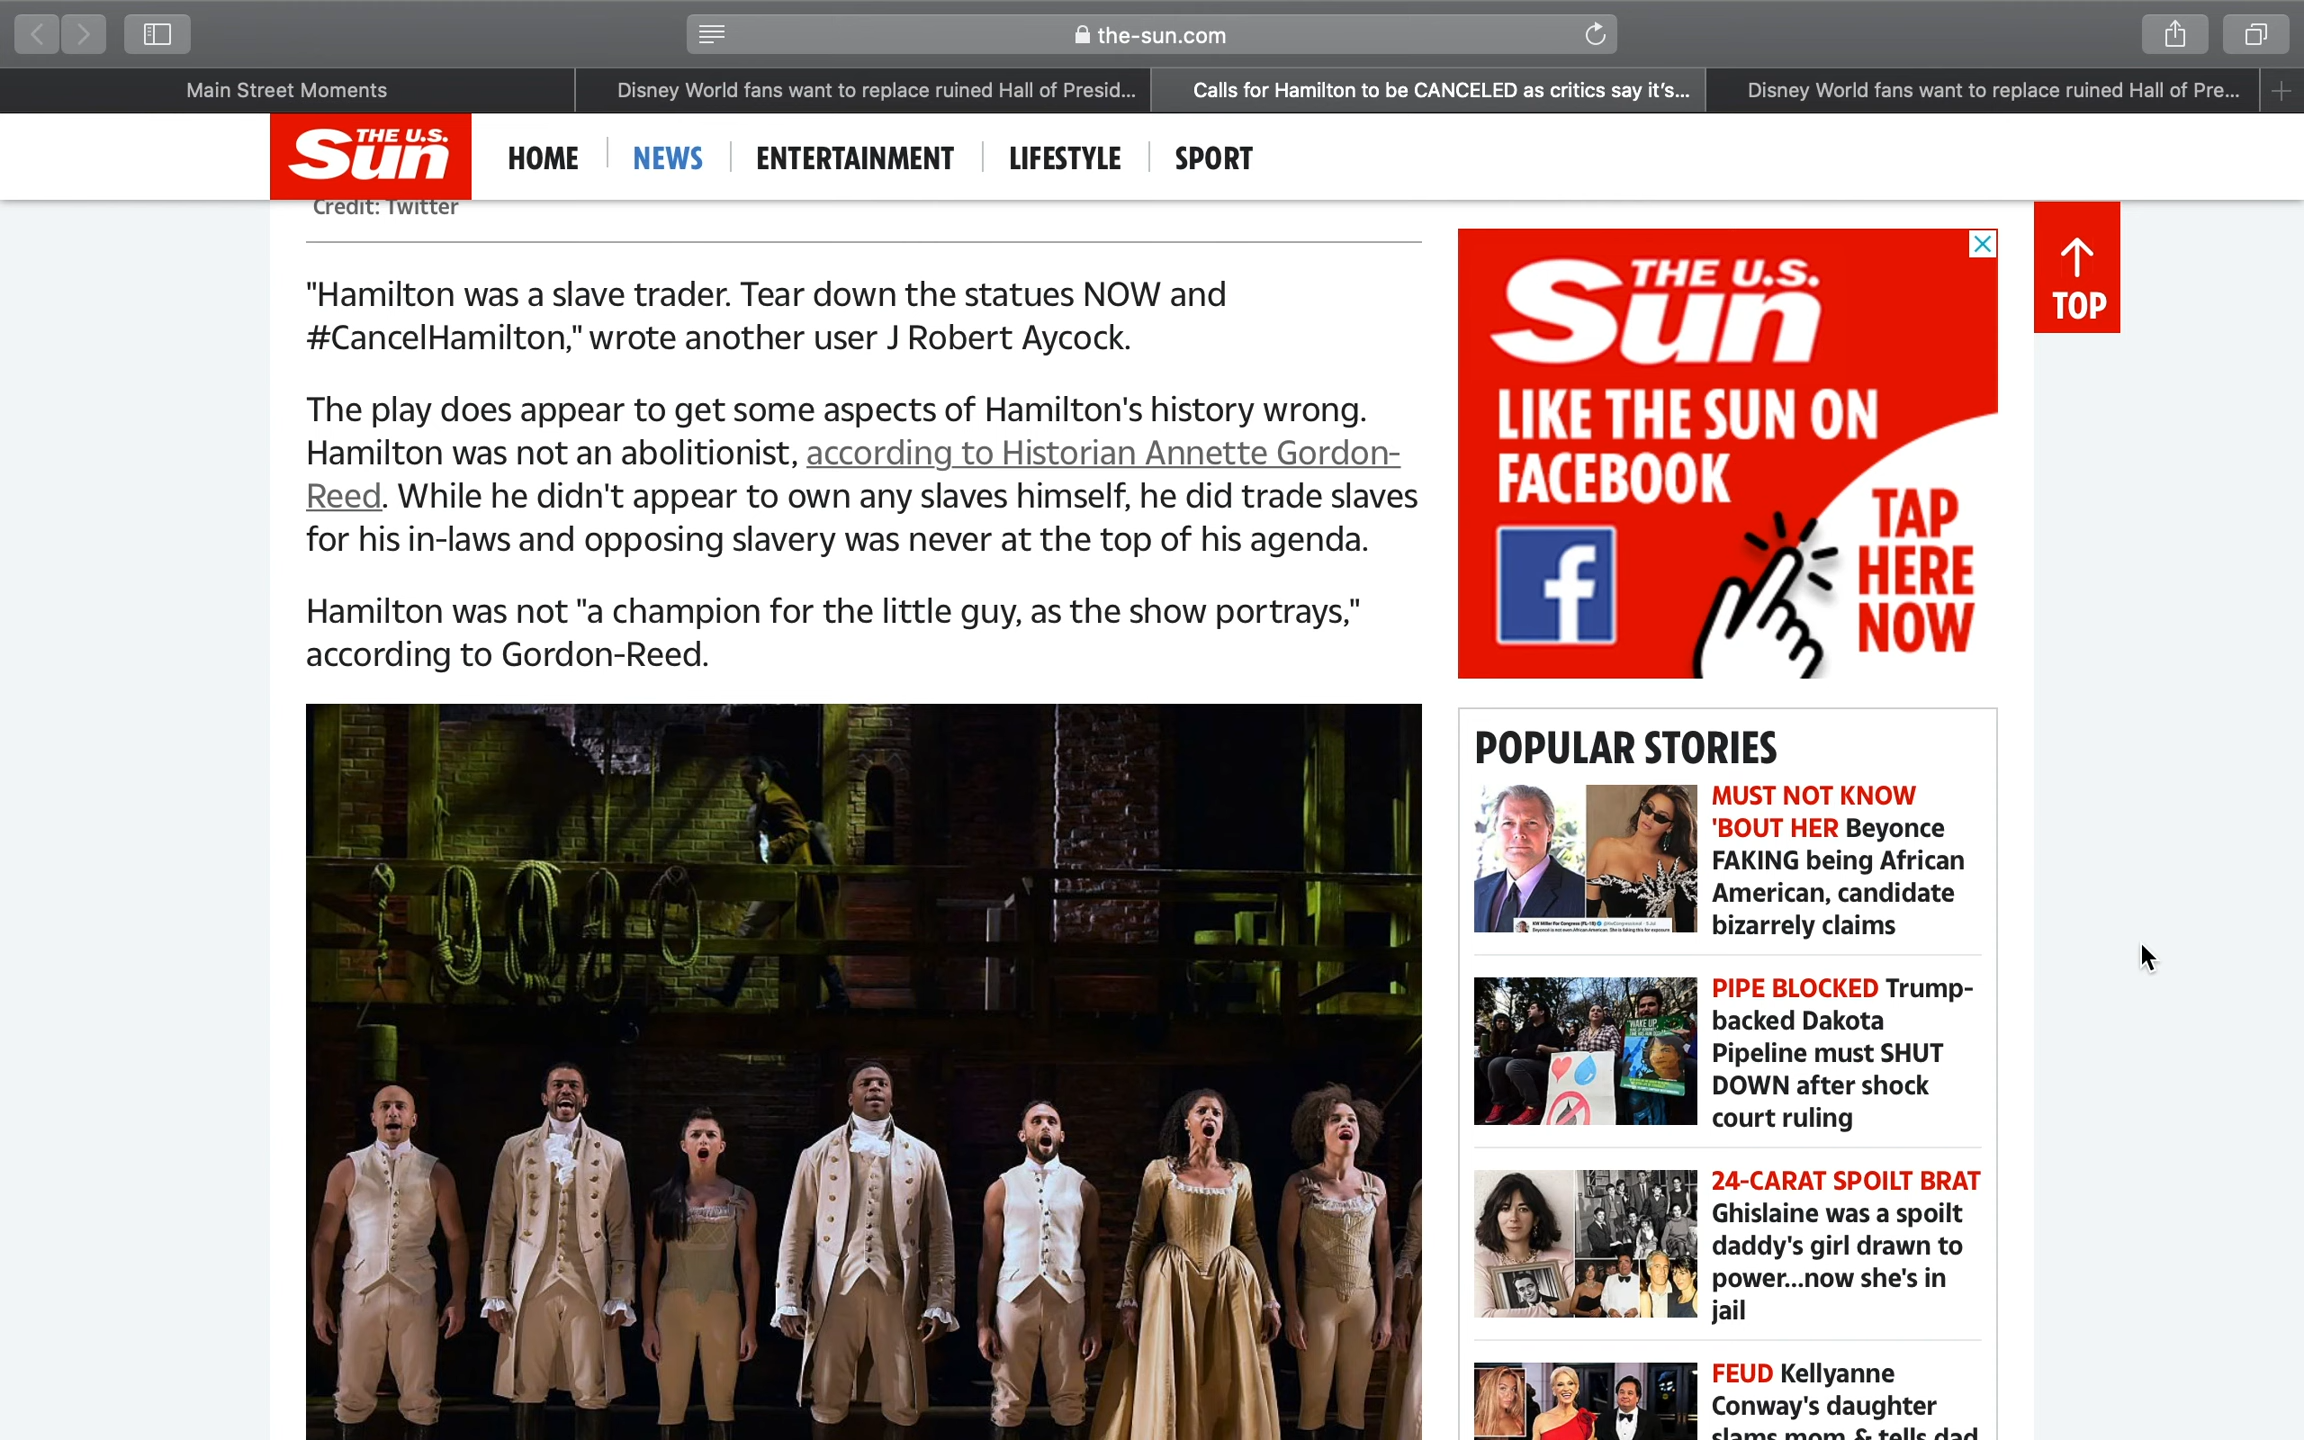 the-sun.com
Main Street Moments
Disney World fans want to replace ruined Hall of Presid...
Calls for Hamilton to be CANCELED as critics say it's...
Disney World fans want to replace ruined Hall of Pre...
THE U.S.
Sun
HOME
NEWS
ENTERTAINMENT
LIFESTYLE
SPORT
Credit: Twitter
"Hamilton was a slave trader. Tear down the statues NOW and
#CancelHamilton," wrote another user J Robert Aycock.
The play does appear to get some aspects of Hamilton's history wrong.
Hamilton was not an abolitionist, according to Historian Annette Gordon-
Reed. While he didn't appear to own any slaves himself, he did trade slaves
for his in-laws and opposing slavery was never at the top of his agenda.
Hamilton was not "a champion for the little guy, as the show portrays,"
according to Gordon-Reed.
THE U.S.
Sun
LIKE THE SUN ON
FACEBOOK
TAP
HERE
NOW
TOP
POPULAR STORIES
MUST NOT KNOW
'BOUT HER Beyonce
FAKING being African
American, candidate
bizarrely claims
PIPE BLOCKED Trump-
backed Dakota
Pipeline must SHUT
DOWN after shock
court ruling
WAKE UP
24-CARAT SPOILT BRAT
Ghislaine was a spoilt
daddy's girl drawn to
power...now she's in
jail
FEUD Kellyanne
Conway's daughter
slams mom & tells dad